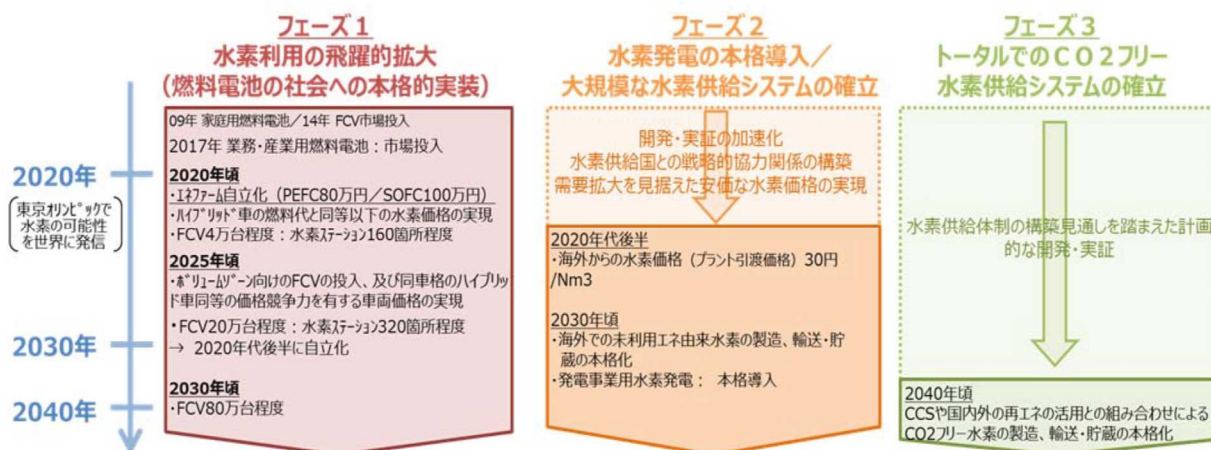 フェーズ1
水素利用の飛躍的拡大
(燃料電池の社会への本格的実装)
09年 家庭用燃料電池/14年 FCV市場投入
2017年 業務・産業用燃料電池:市場投入
2020年頃
・エネファーム自立化(PEFC80万円/SOFC100万円)
・ハイブリッド車の燃料代と同等以下の水素価格の実現
・FCV4万台程度:水素ステーション160箇所程度
2025年頃
・ボリュームゾーン向けのFCVの投入、及び同車格のハイブリッ
ド車同等の価格競争力を有する車両価格の実現
・FCV20万台程度:水素ステーション320箇所程度
→ 2020年代後半に自立化
2030年頃
・FCV80万台程度
フェーズ2
水素発電の本格導入/
大規模な水素供給システムの確立
開発・実証の加速化
水素供給国との戦略的協力関係の構築
需要拡大を見据えた安価な水素価格の実現
2020年代後半
・海外からの水素価格(プラント引渡価格)30円
/Nm3
2030年頃
・海外での未利用エネ由来水素の製造、輸送・貯
蔵の本格化
・発電事業用水素発電: 本格導入
フェーズ3
トータルでのCO2フリー
水素供給システムの確立
水素供給体制の構築見通しを踏まえた計画
的な開発・実証
2040年頃
CCSや国内外の再エネの活用との組み合わせによる
CO2フリー水素の製造、輸送・貯蔵の本格化
2020年
東京オリンピックで
水素の可能性
を世界に発信
2030年
2040年